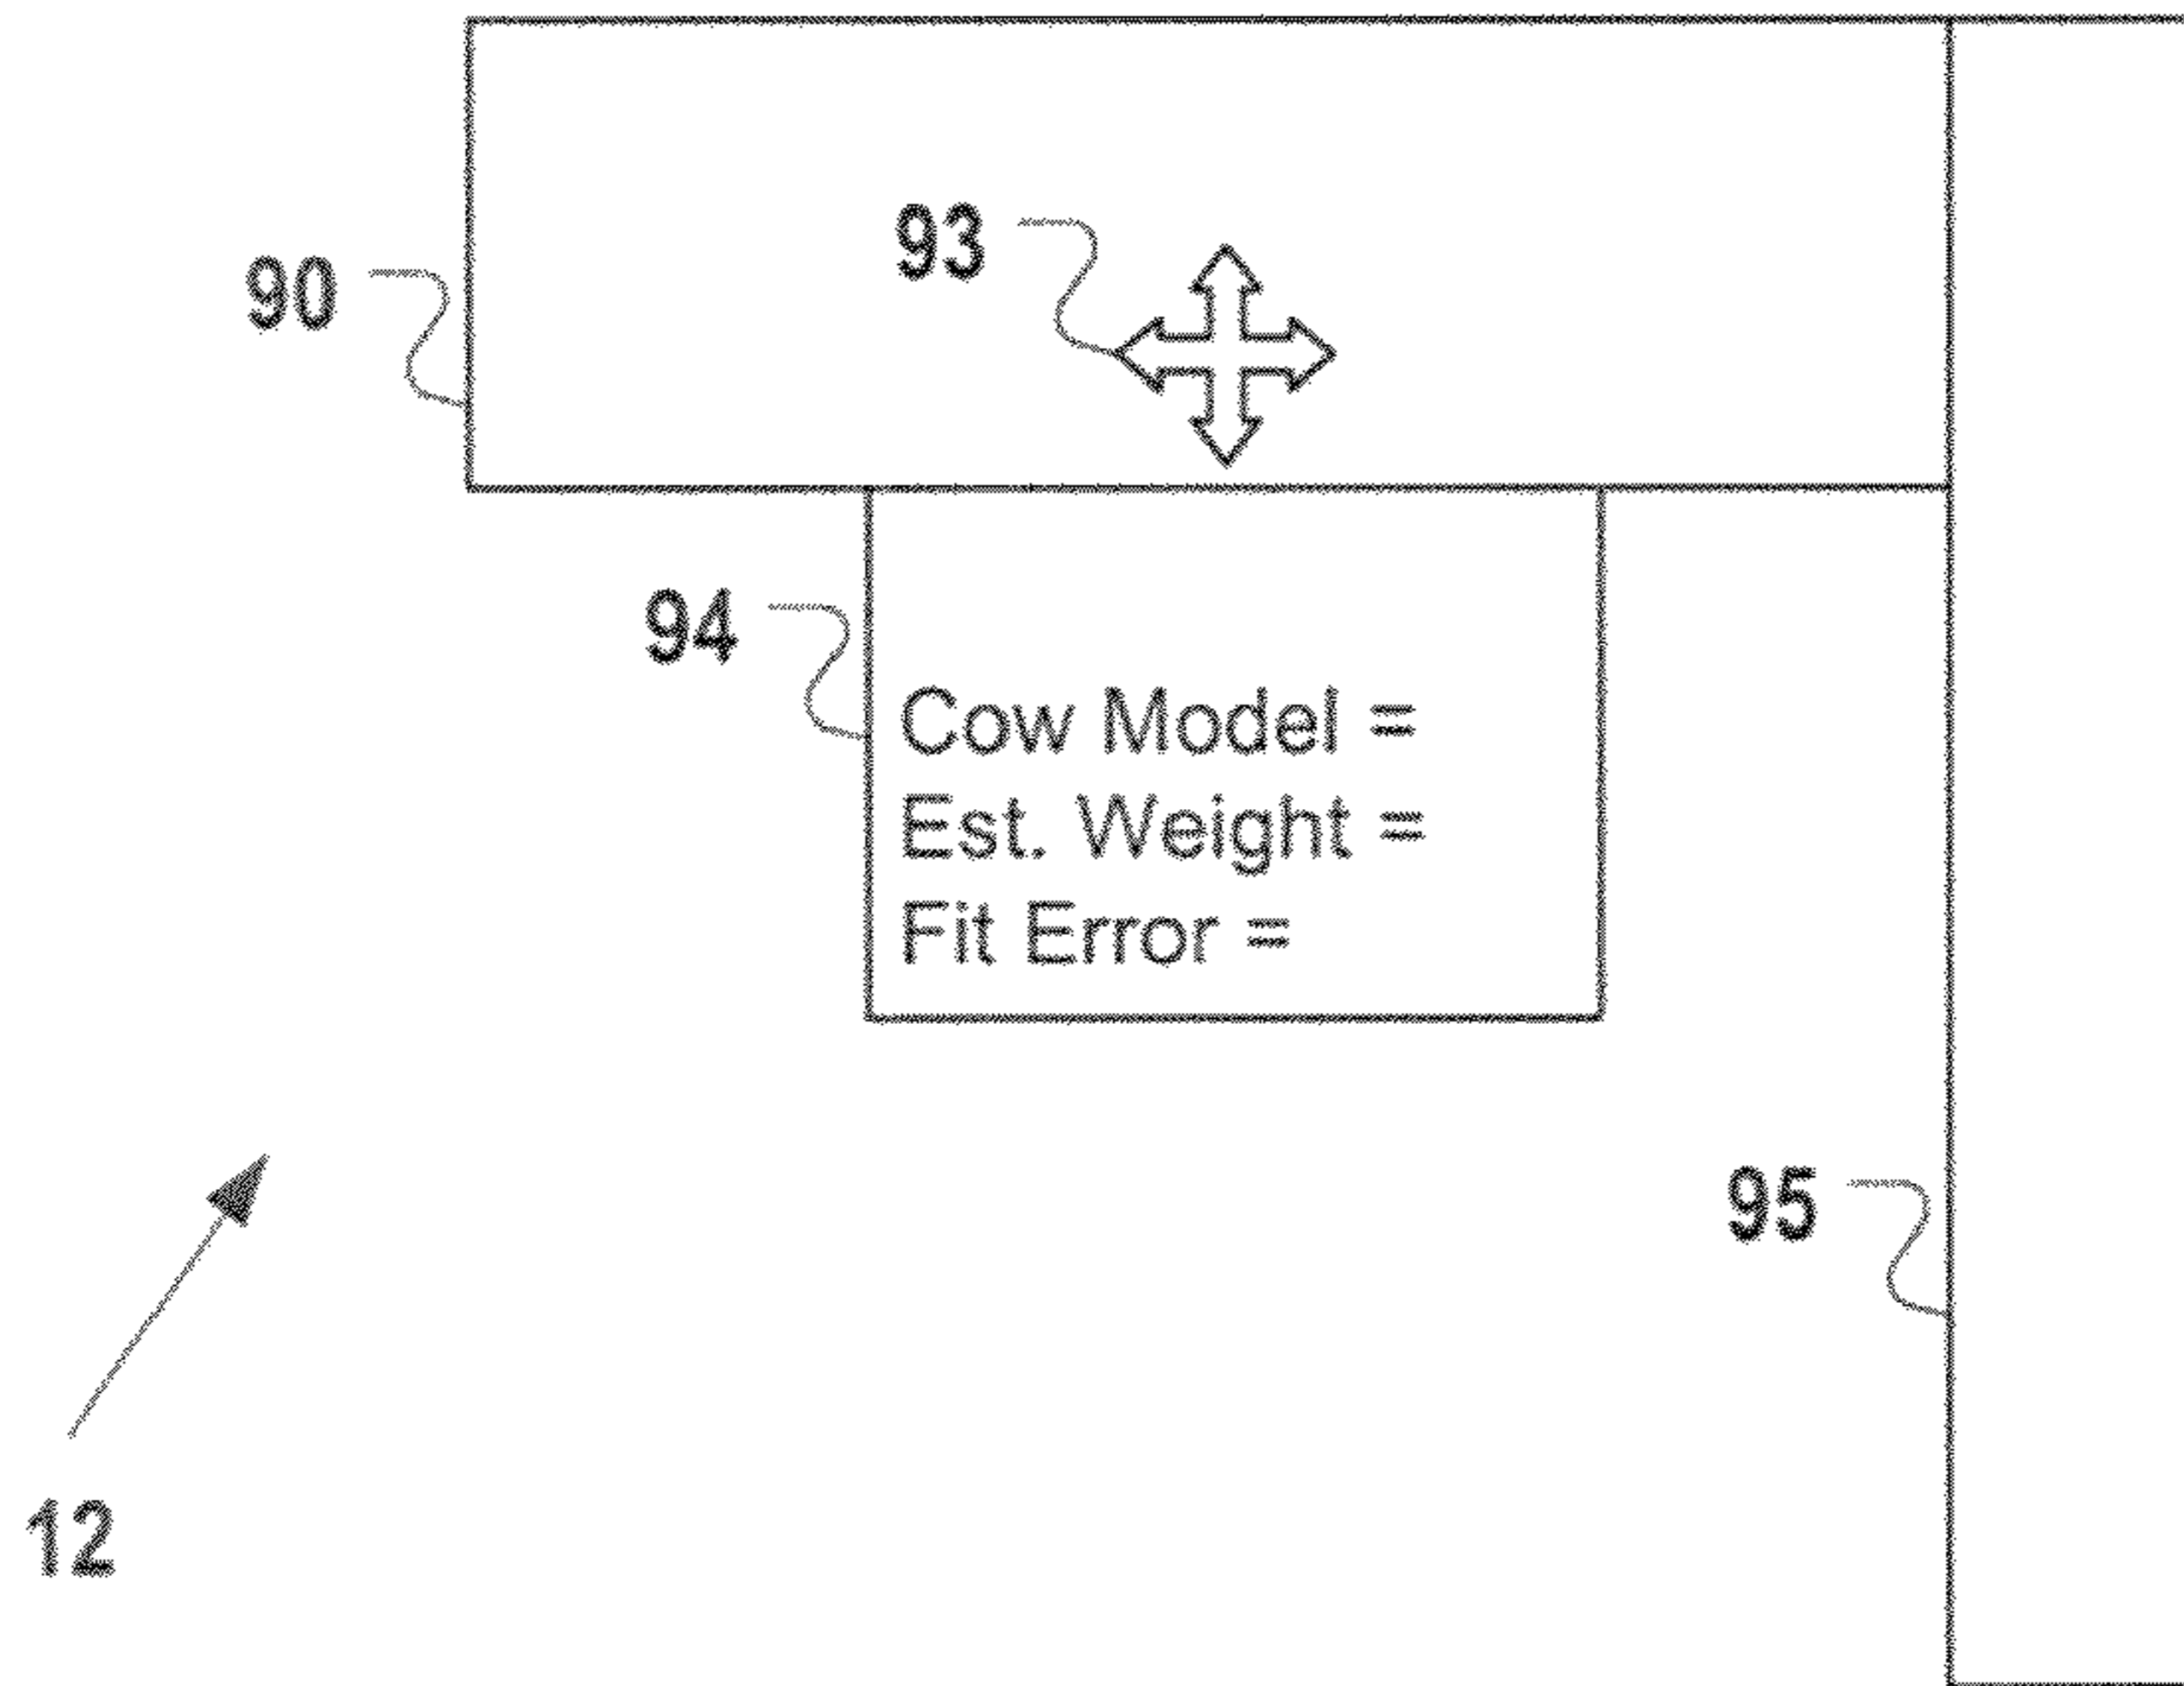 93
90
94
Cow Model =
Est. Weight =
Fit Error =
95
12